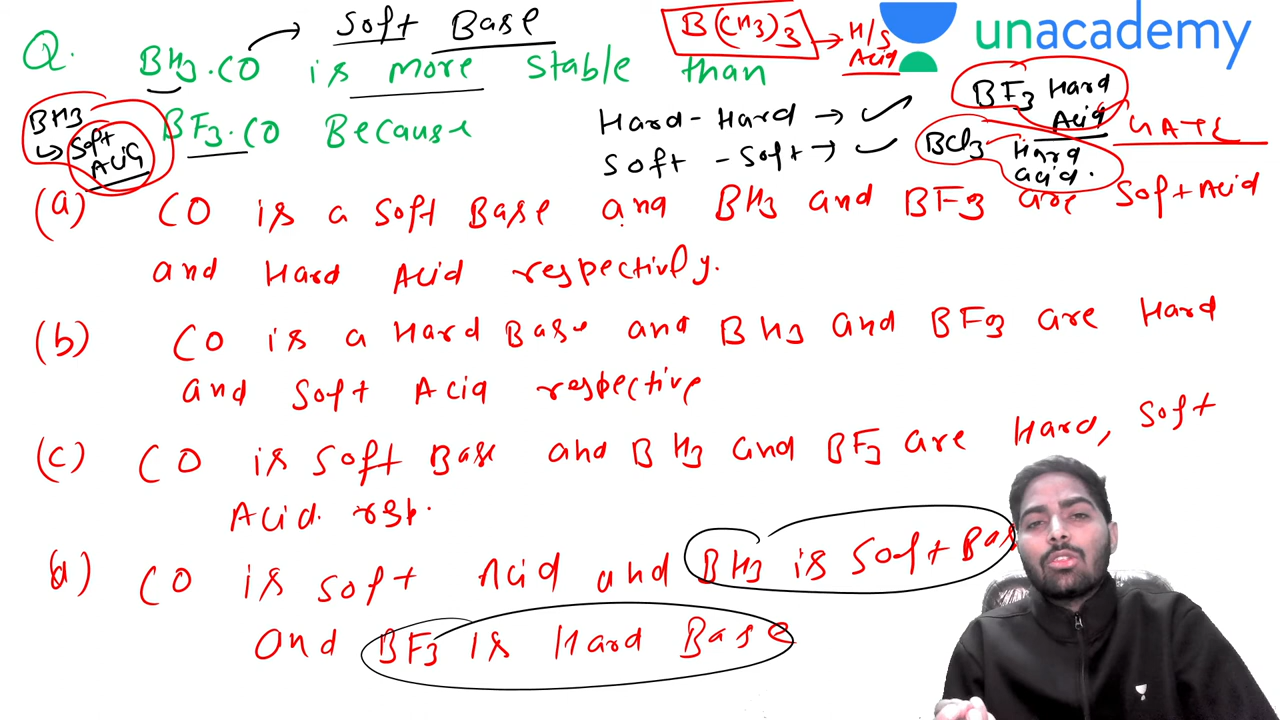 Soft Base
B(CH3)3 → H/S Acid
unacademy
Q. BH3.CO is more stable than
BF3.CO Because
BH3
↳ Soft Acid
Hard - Hard → ✓
Soft - Soft → ✓
BF3 Hard Acid
BCl3 Hard acid.
GATE
(a) CO is a soft Base and BH3 and BF3 are Soft Acid
and Hard Acid respectively.
(b) CO is a Hard Base and BH3 and BF3 are Hard
and Soft Acid respective
(c) CO is soft Base and BH3 and BF3 are Hard, Soft
Acid. resp.
(d) CO is soft Acid and BH3 is Soft Bas
and BF3 is Hard Base